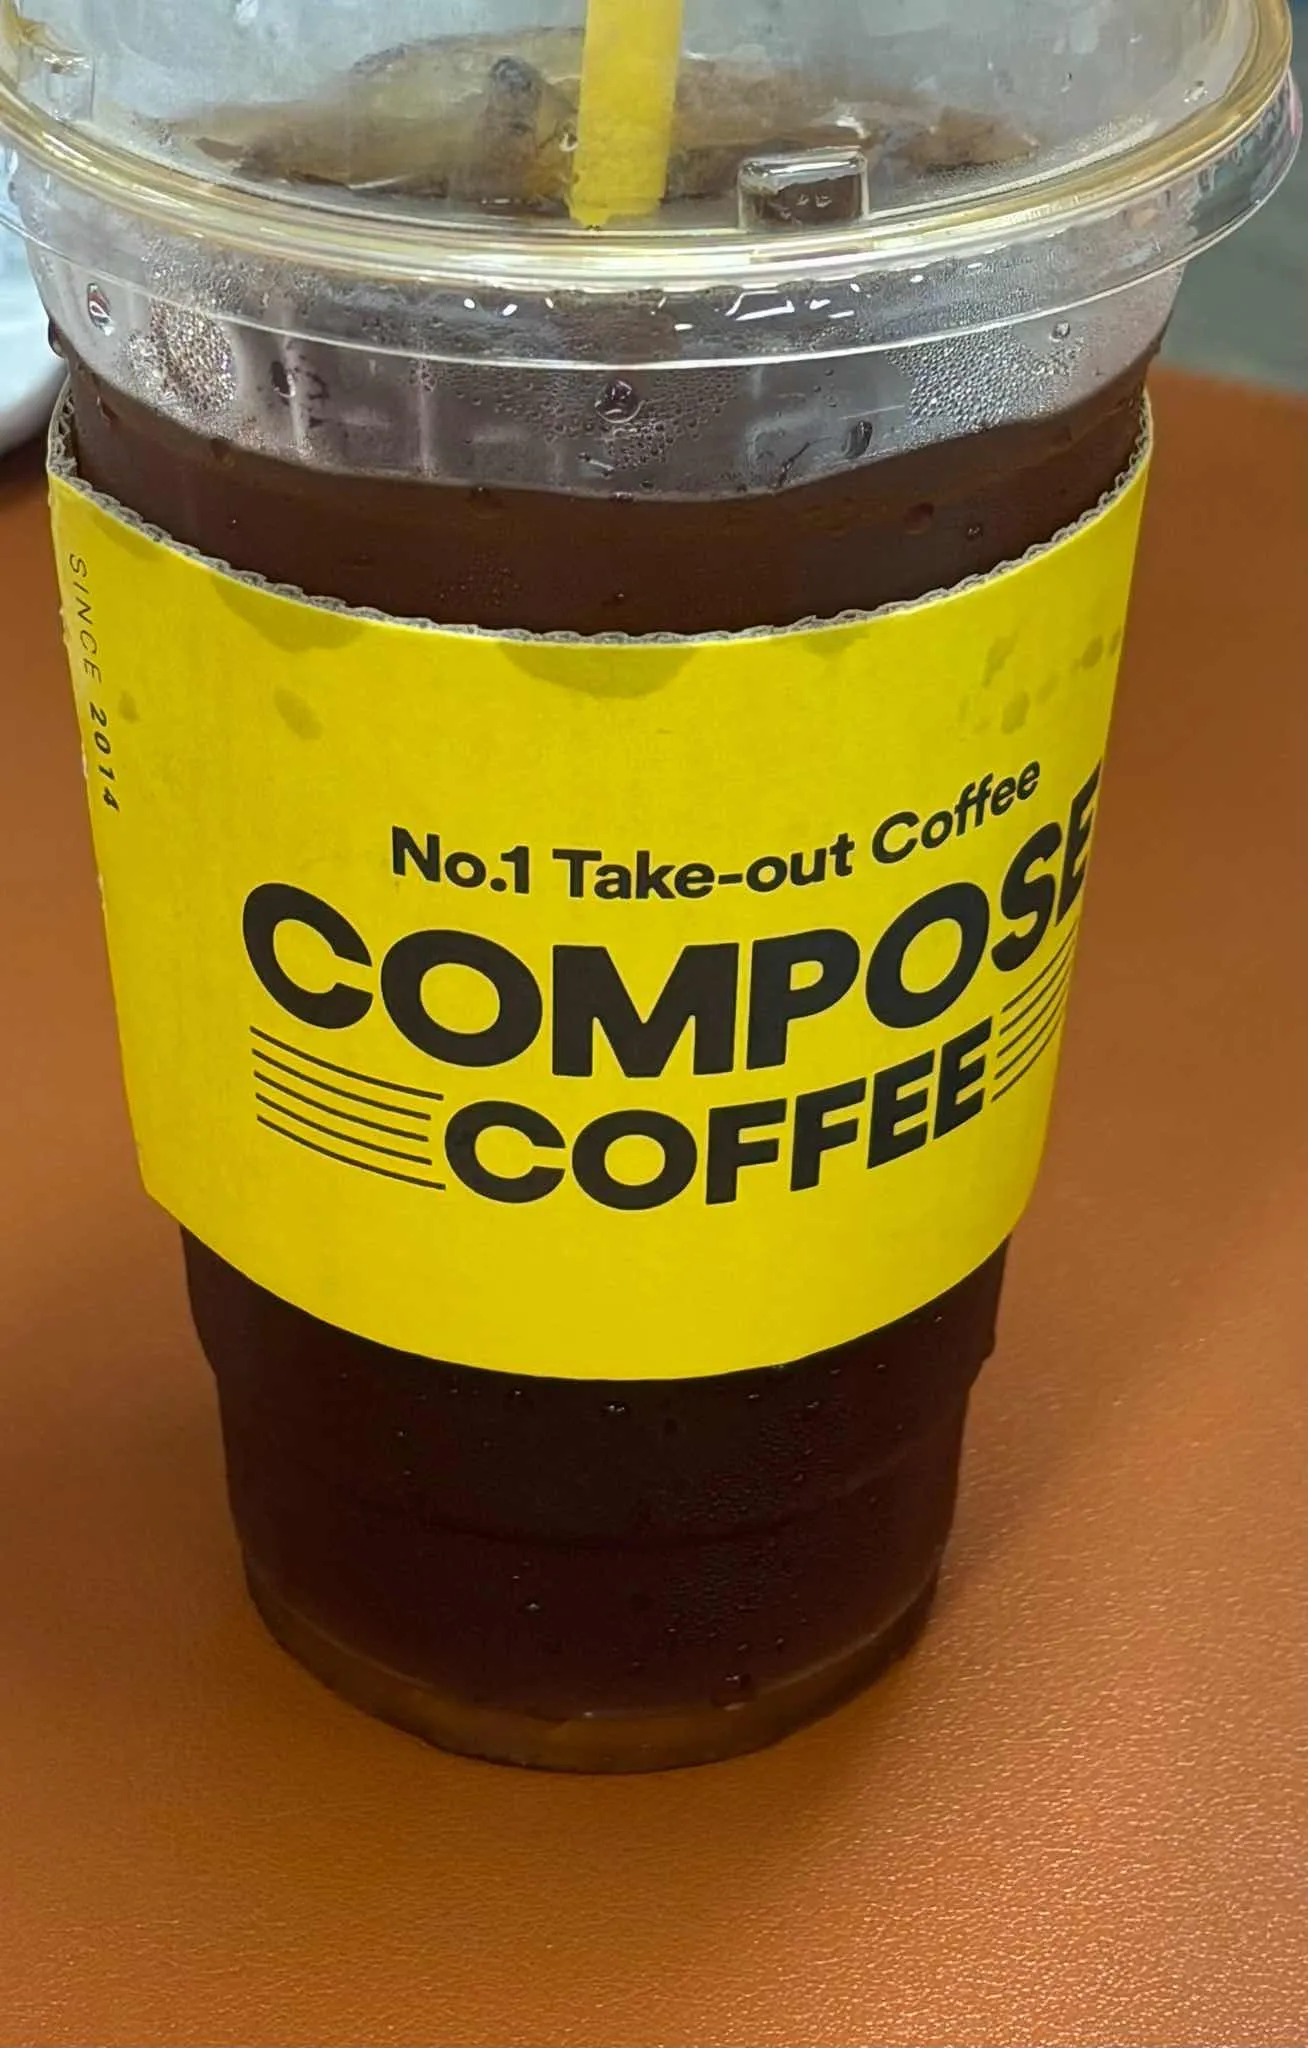 SINCE 2014
No.1 Take-out Coffee
COMPOSE
COFFEE